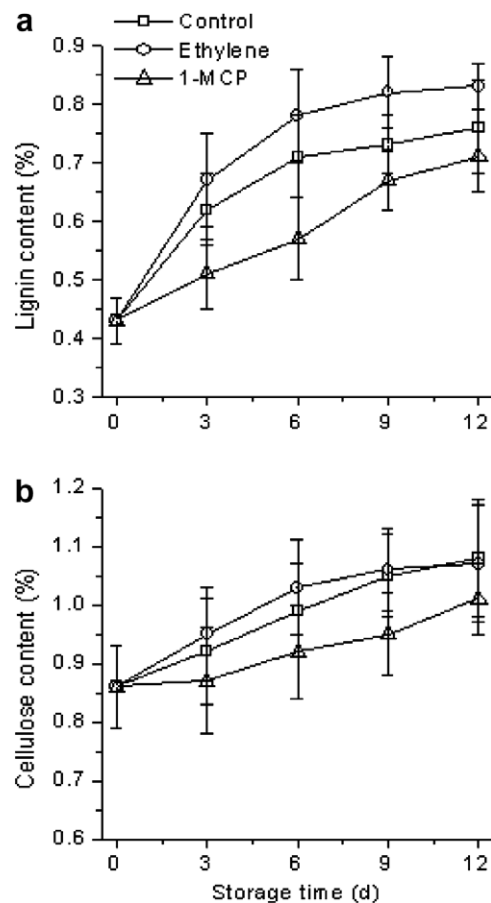 a
Control
Ethylene
1-MCP
0.9
0.8
0.7
0.6
0.5
0.4
0.3
Lignin content (%)
0 3 6 9 12
b
1.2
1.1
1.0
0.9
0.8
0.7
0.6
Cellulose content (%)
0 3 6 9 12
Storage time (d)